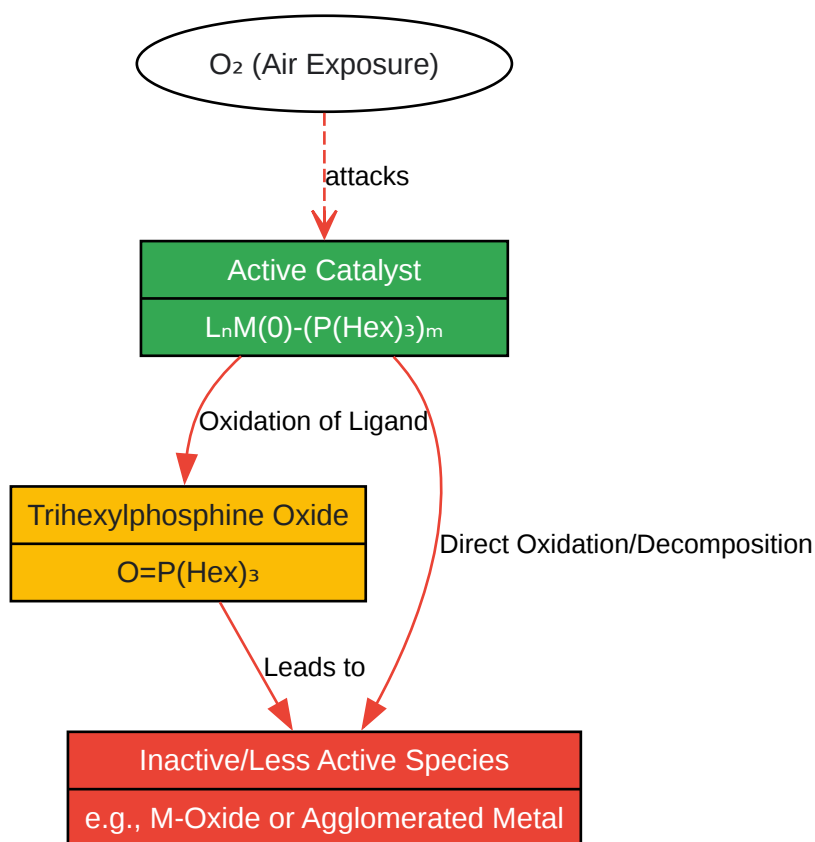 O₂ (Air Exposure)
attacks
Active Catalyst
LₙM(0)-(P(Hex)₃)ₘ
Oxidation of Ligand
Trihexylphosphine Oxide
O=P(Hex)₃
Direct Oxidation/Decomposition
Leads to
Inactive/Less Active Species
e.g., M-Oxide or Agglomerated Metal